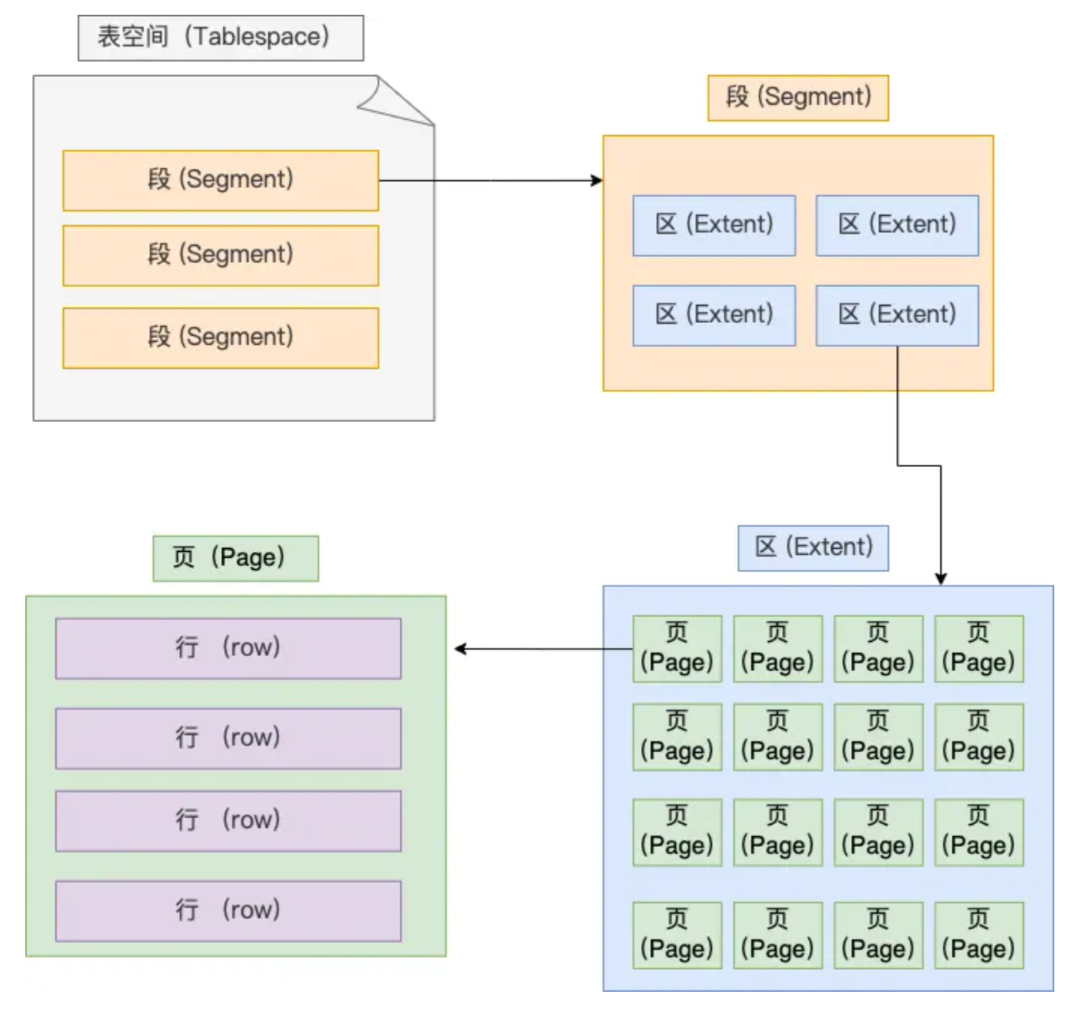 表空间（Tablespace）
段 (Segment)
段 (Segment)
段 (Segment)
段 (Segment)
区 (Extent)
区 (Extent)
区 (Extent)
区 (Extent)
区 (Extent)
页
(Page)
页
(Page)
页
(Page)
页
(Page)
页
(Page)
页
(Page)
页
(Page)
页
(Page)
页
(Page)
页
(Page)
页
(Page)
页
(Page)
页
(Page)
页
(Page)
页
(Page)
页
(Page)
页（Page）
行 （row）
行 （row）
行 （row）
行 （row）